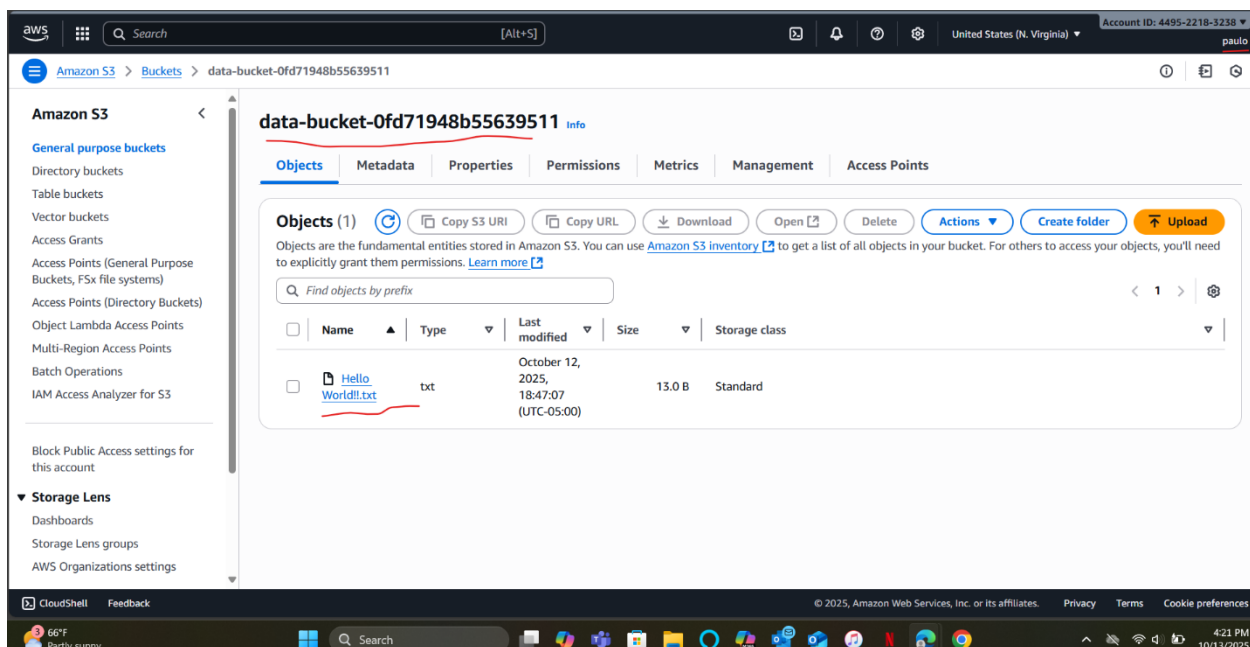 aws Search [Alt+S] United States (N. Virginia) Account ID: 4495-2218-3238
paulo
Amazon S3 > Buckets > data-bucket-0fd71948b55639511
Amazon S3
General purpose buckets
Directory buckets
Table buckets
Vector buckets
Access Grants
Access Points (General Purpose
Buckets, FSx file systems)
Access Points (Directory Buckets)
Object Lambda Access Points
Multi-Region Access Points
Batch Operations
IAM Access Analyzer for S3
Block Public Access settings for
this account
Storage Lens
Dashboards
Storage Lens groups
AWS Organizations settings
data-bucket-0fd71948b55639511 Info
Objects Metadata Properties Permissions Metrics Management Access Points
Objects (1) Copy S3 URI Copy URL Download Open Delete Actions Create folder Upload
Objects are the fundamental entities stored in Amazon S3. You can use Amazon S3 inventory to get a list of all objects in your bucket. For others to access your objects, you'll need
to explicitly grant them permissions. Learn more
Find objects by prefix 1
Name Type Last
modified Size Storage class
Hello
World!!.txt
txt
October 12,
2025,
18:47:07
(UTC-05:00)
13.0 B
Standard
CloudShell Feedback © 2025, Amazon Web Services, Inc. or its affiliates. Privacy Terms Cookie preferences
3 66°F
Partly sunny
Search
4:21 PM
10/13/2025